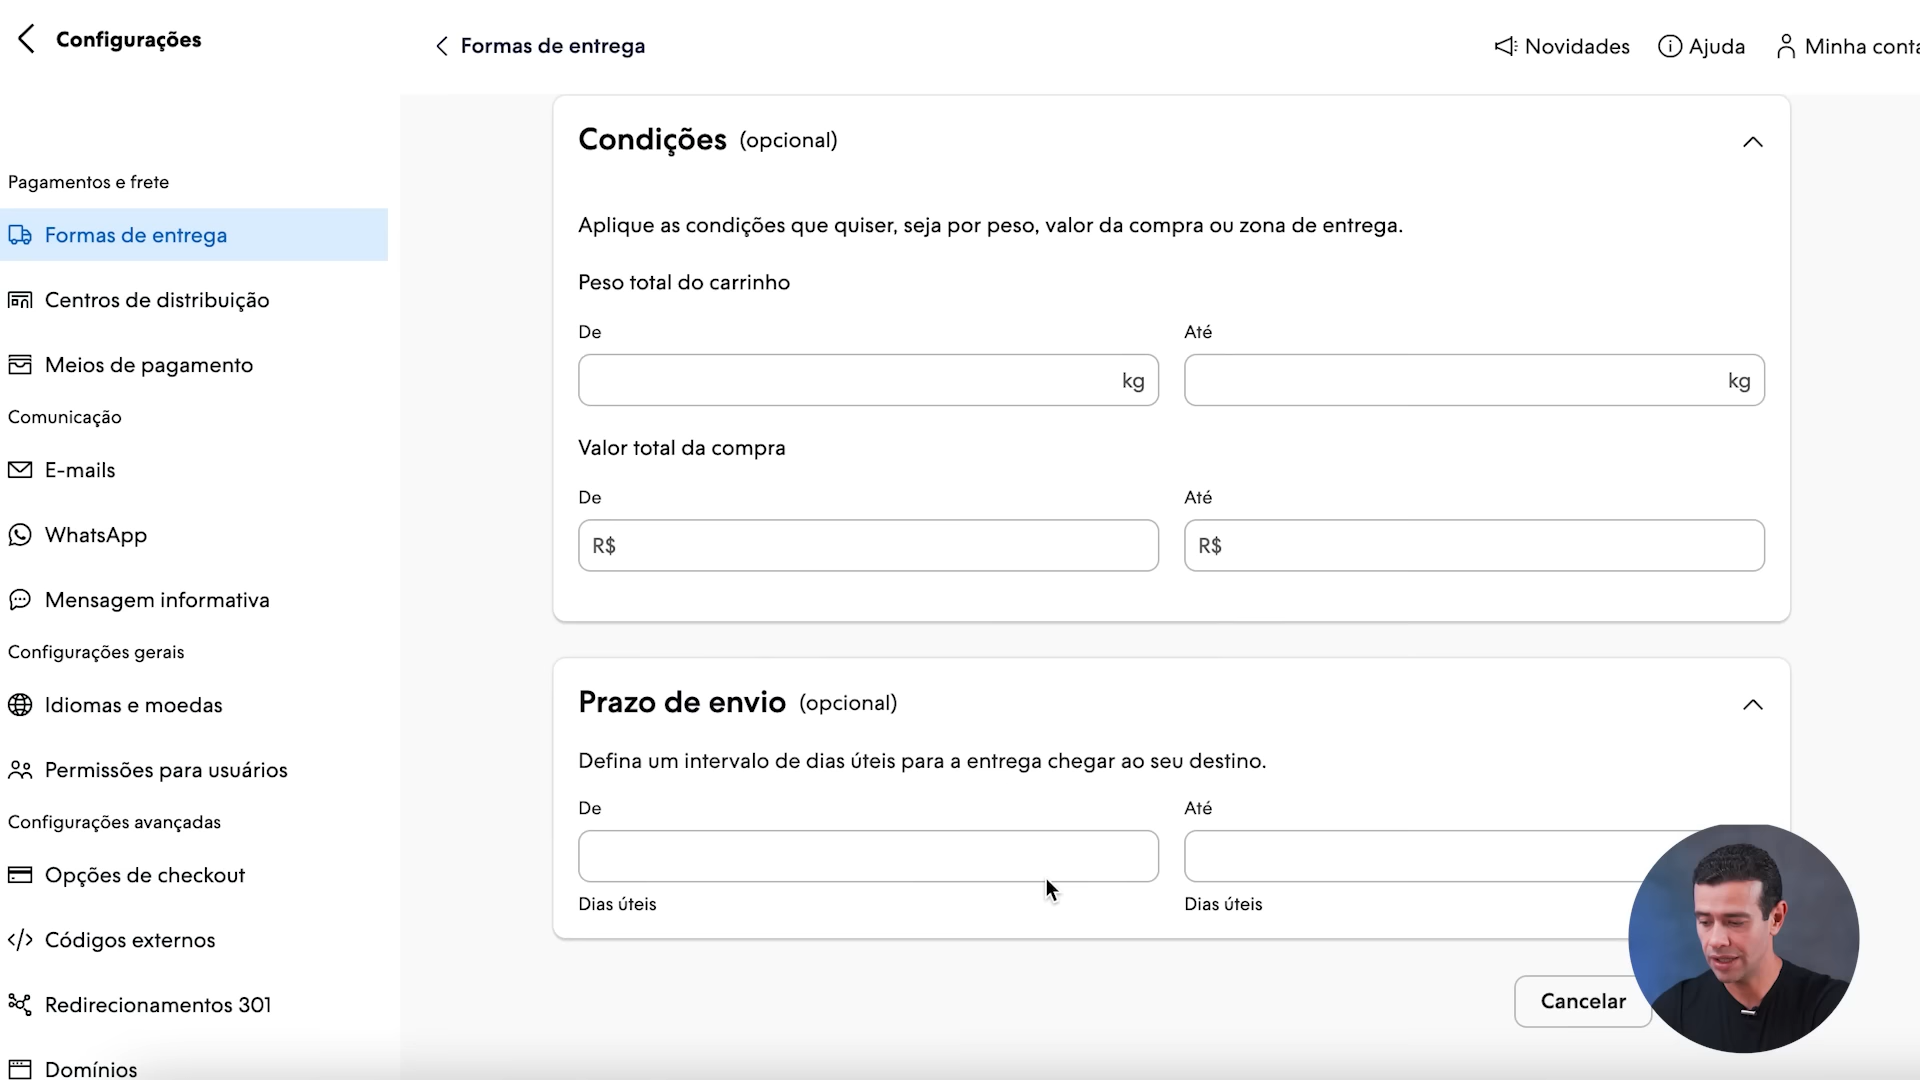 Configurações
Formas de entrega
Novidades
Ajuda
Minha conta
Pagamentos e frete
Formas de entrega
Centros de distribuição
Meios de pagamento
Comunicação
E-mails
WhatsApp
Mensagem informativa
Configurações gerais
Idiomas e moedas
Permissões para usuários
Configurações avançadas
Opções de checkout
Códigos externos
Redirecionamentos 301
Domínios
Condições (opcional)
Aplique as condições que quiser, seja por peso, valor da compra ou zona de entrega.
Peso total do carrinho
De
Até
kg
kg
Valor total da compra
De
Até
R$
R$
Prazo de envio (opcional)
Defina um intervalo de dias úteis para a entrega chegar ao seu destino.
De
Até
Dias úteis
Dias úteis
Cancelar